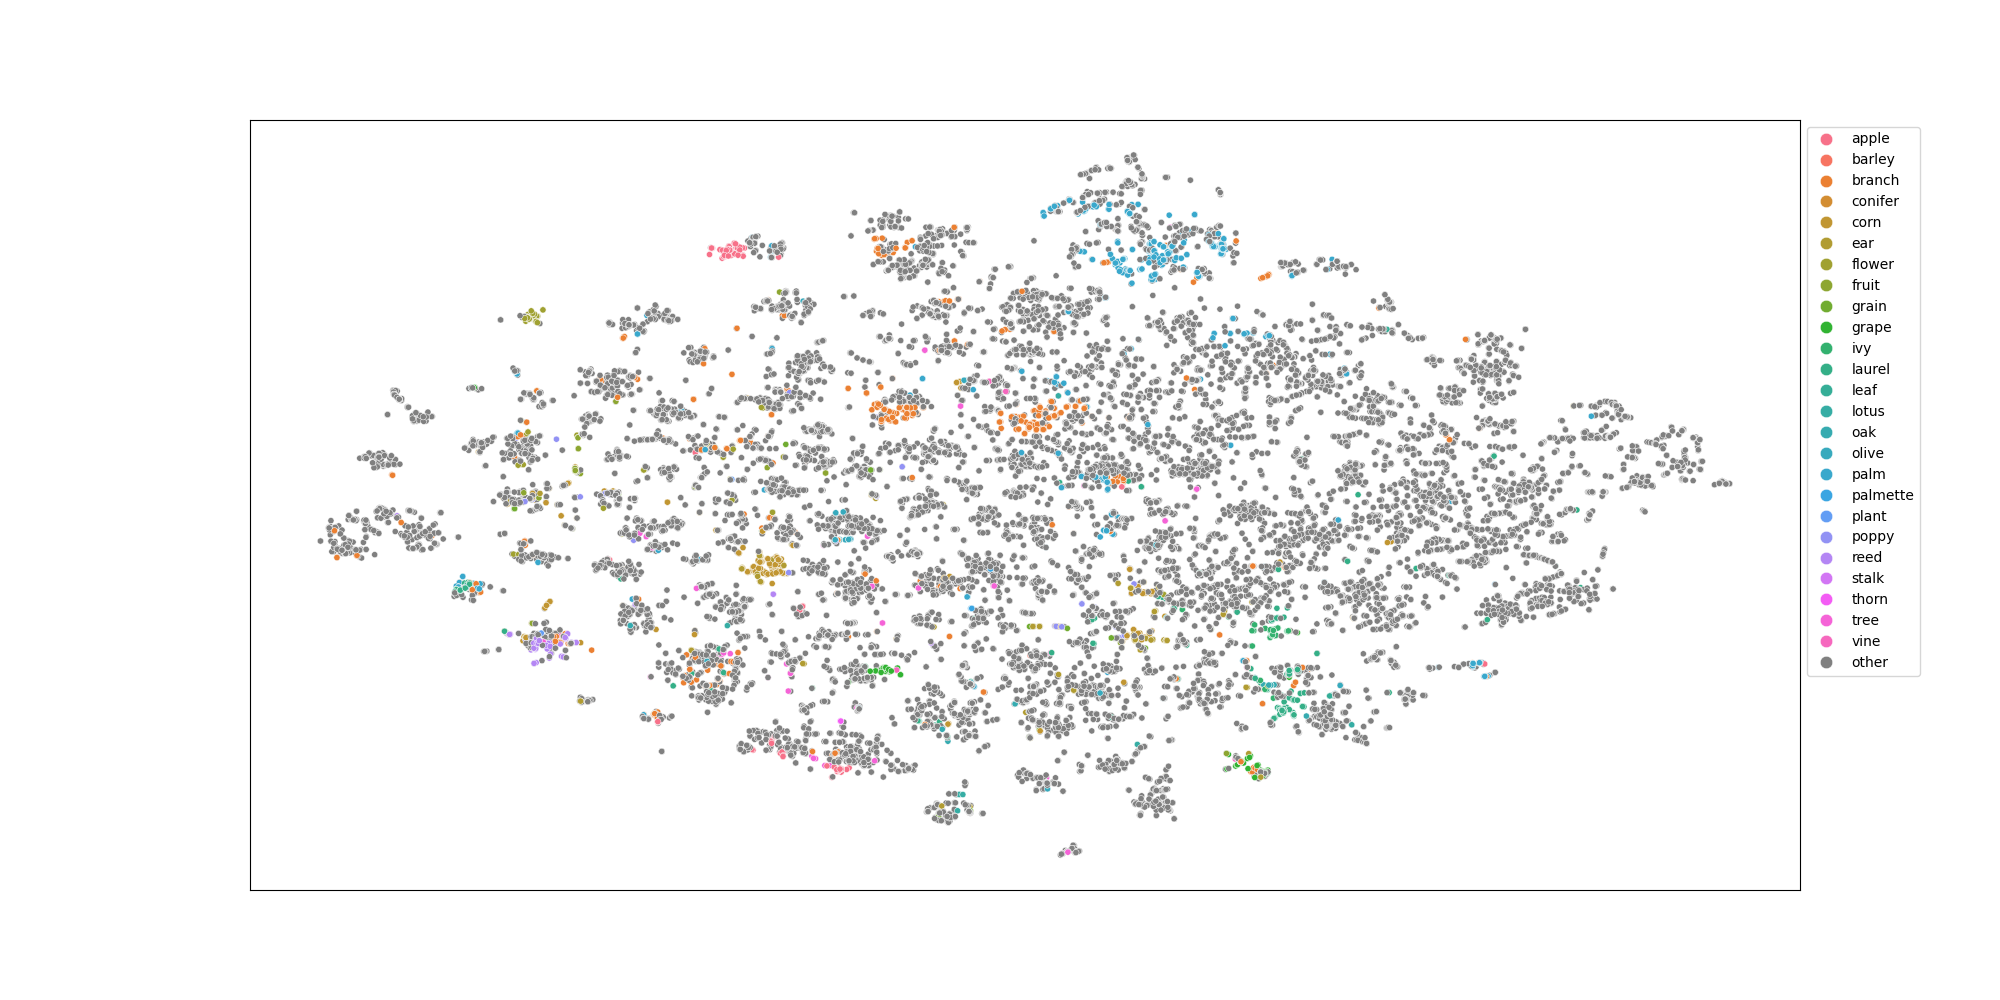 apple
barley
branch
conifer
corn
ear
flower
fruit
grain
grape
ivy
laurel
leaf
lotus
oak
olive
palm
palmette
plant
poppy
reed
stalk
thorn
tree
vine
other